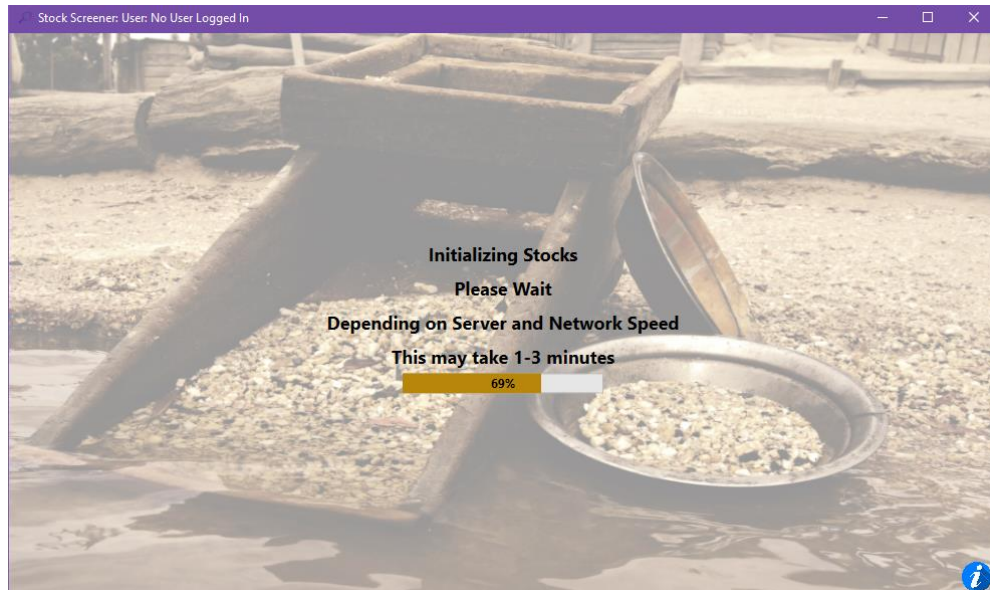 Stock Screener: User: No User Logged In
Initializing Stocks
Please Wait
Depending on Server and Network Speed
This may take 1-3 minutes
69%
i